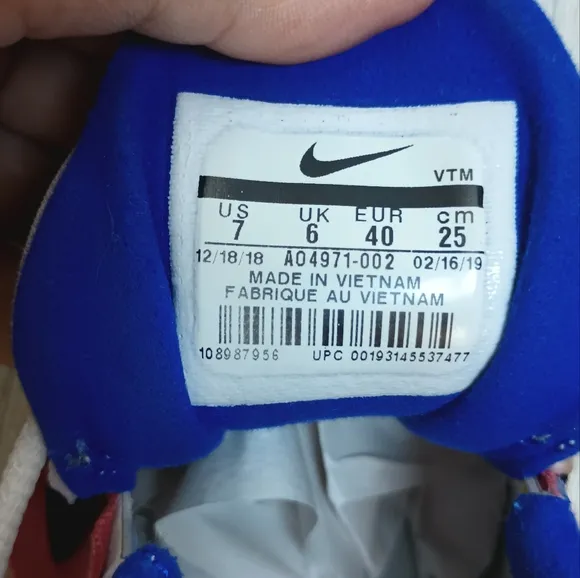 VTM
US UK EUR cm
7 6 40 25
12/18/18 AO4971-002 02/16/19
MADE IN VIETNAM
FABRIQUE AU VIETNAM
108987956 UPC 00193145537477